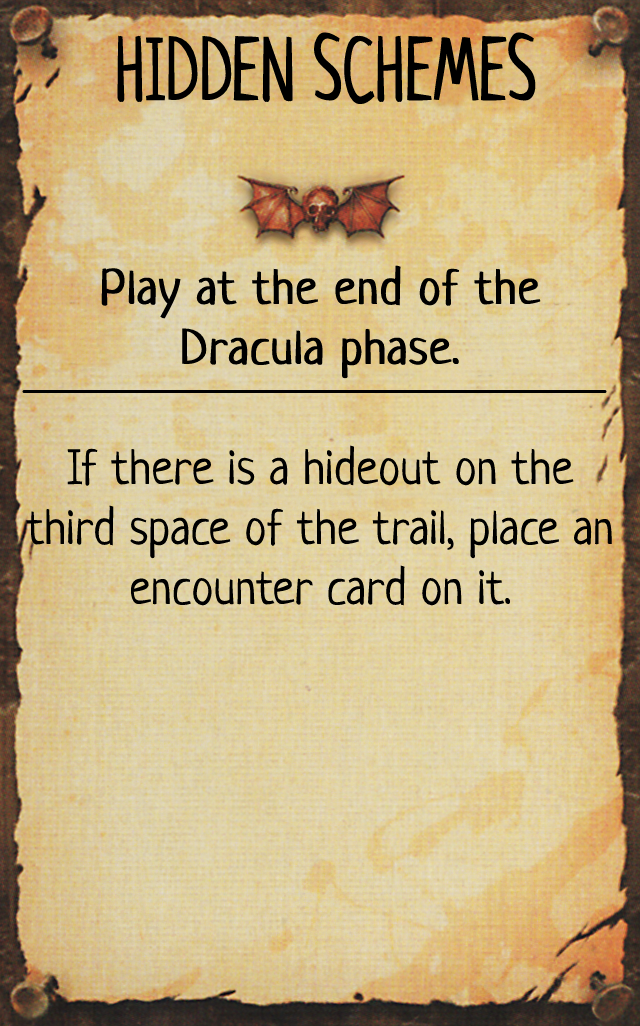 HIDDEN SCHEMES
Play at the end of the
Dracula phase.
If there is a hideout on the
third space of the trail, place an
encounter card on it.